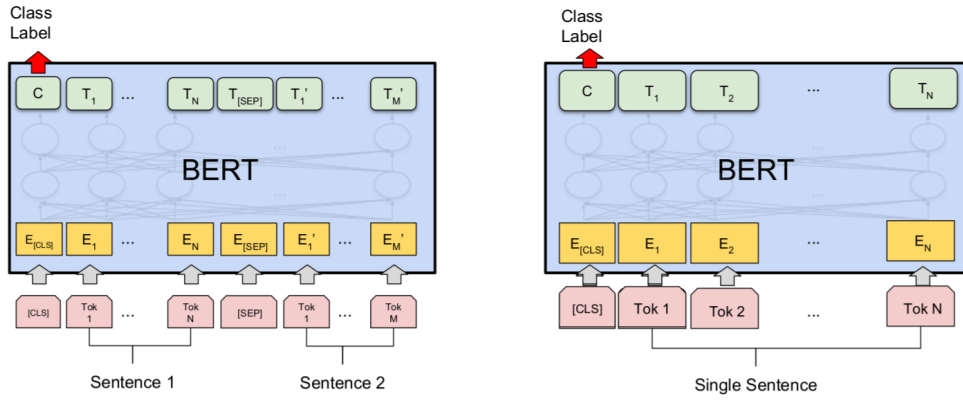 Class
Label
C T1 ... TN T[SEP] T1' ... TM'
...
BERT
...
E[CLS] E1 ... EN E[SEP] E1' ... EM'
[CLS] Tok 1 ... Tok N [SEP] Tok 1 ... Tok M
Sentence 1 Sentence 2
Class
Label
C T1 T2 ... TN
...
BERT
...
E[CLS] E1 E2 ... EN
[CLS] Tok 1 Tok 2 ... Tok N
Single Sentence